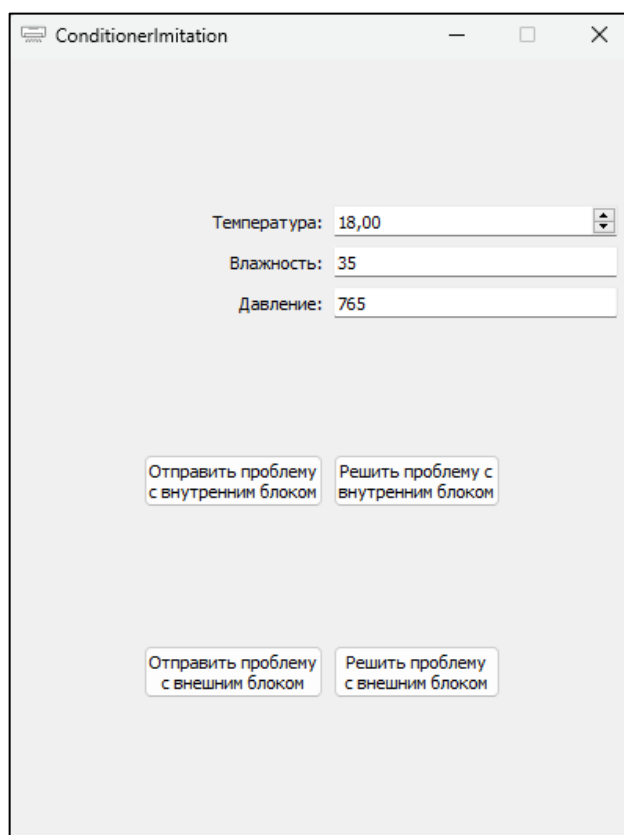 ConditionerImitation
Температура: 18,00
Влажность: 35
Давление: 765
Отправить проблему
с внутренним блоком
Решить проблему с
внутренним блоком
Отправить проблему
с внешним блоком
Решить проблему
с внешним блоком